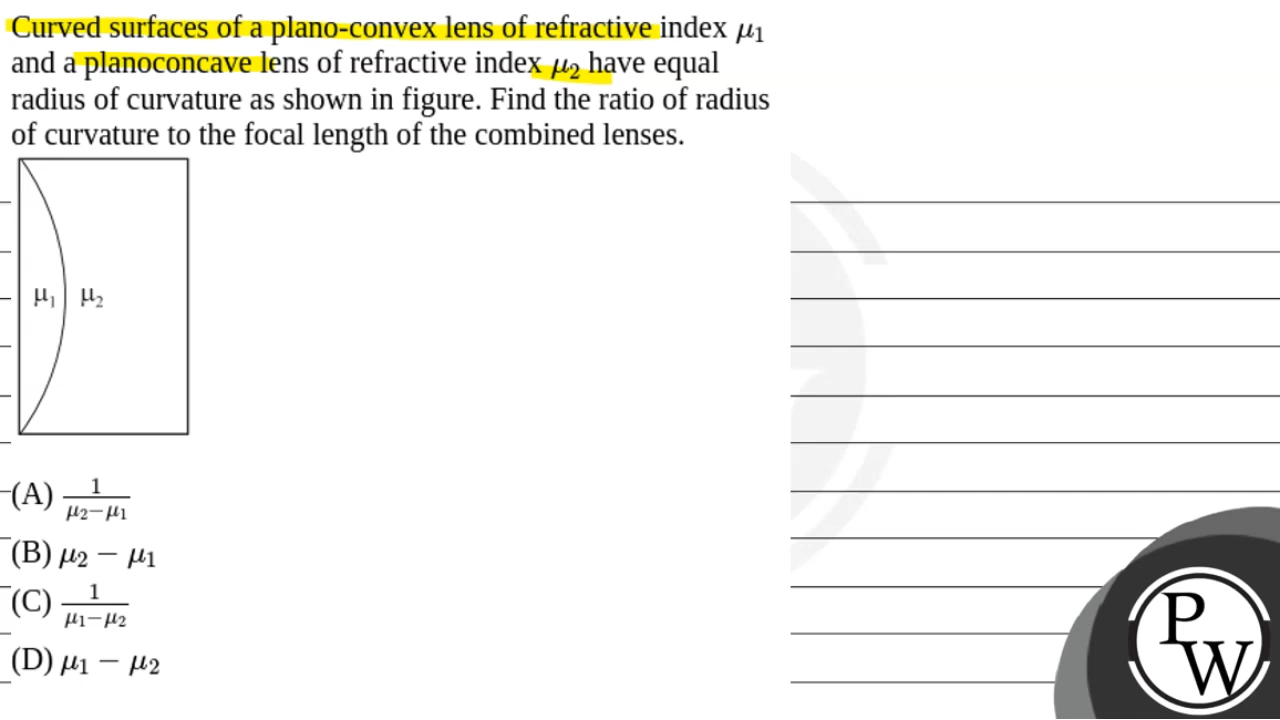 Curved surfaces of a plano-convex lens of refractive index μ₁
and a planoconcave lens of refractive index μ₂ have equal
radius of curvature as shown in figure. Find the ratio of radius
of curvature to the focal length of the combined lenses.
μ₁ μ₂
(A) 1/(μ₂−μ₁)
(B) μ₂ − μ₁
(C) 1/(μ₁−μ₂)
(D) μ₁ − μ₂
P
W